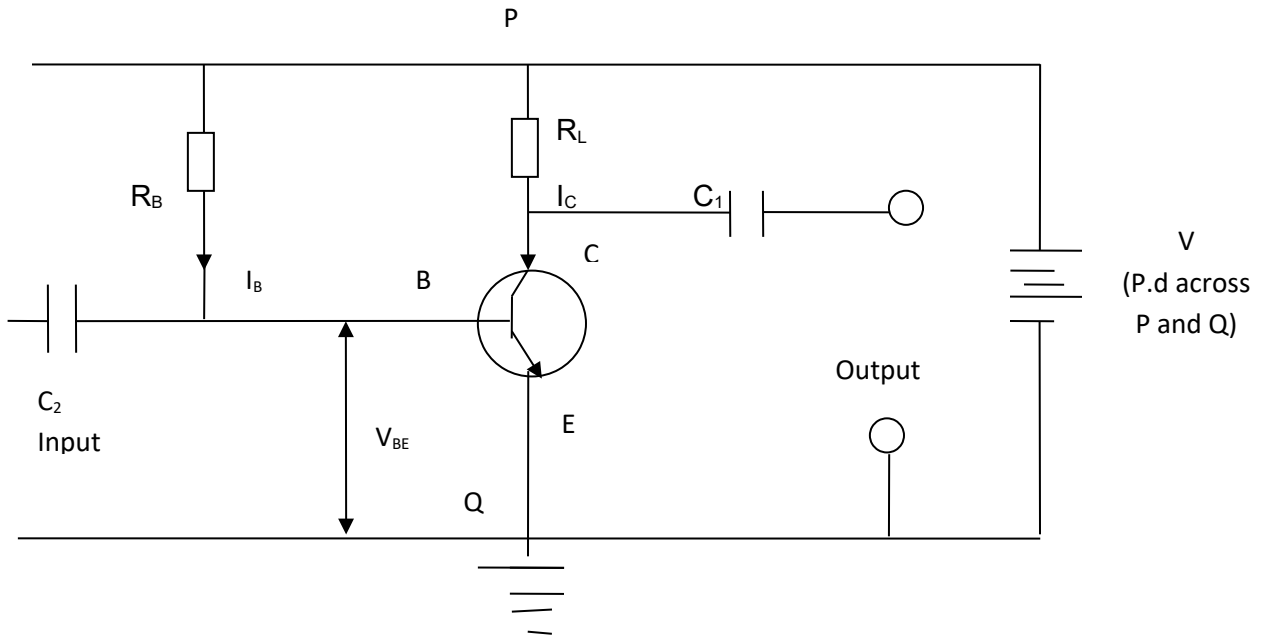 P
R_L
R_B
I_C
C_1
C
V
(P.d across
P and Q)
I_B
B
Output
C_2
Input
V_BE
E
Q